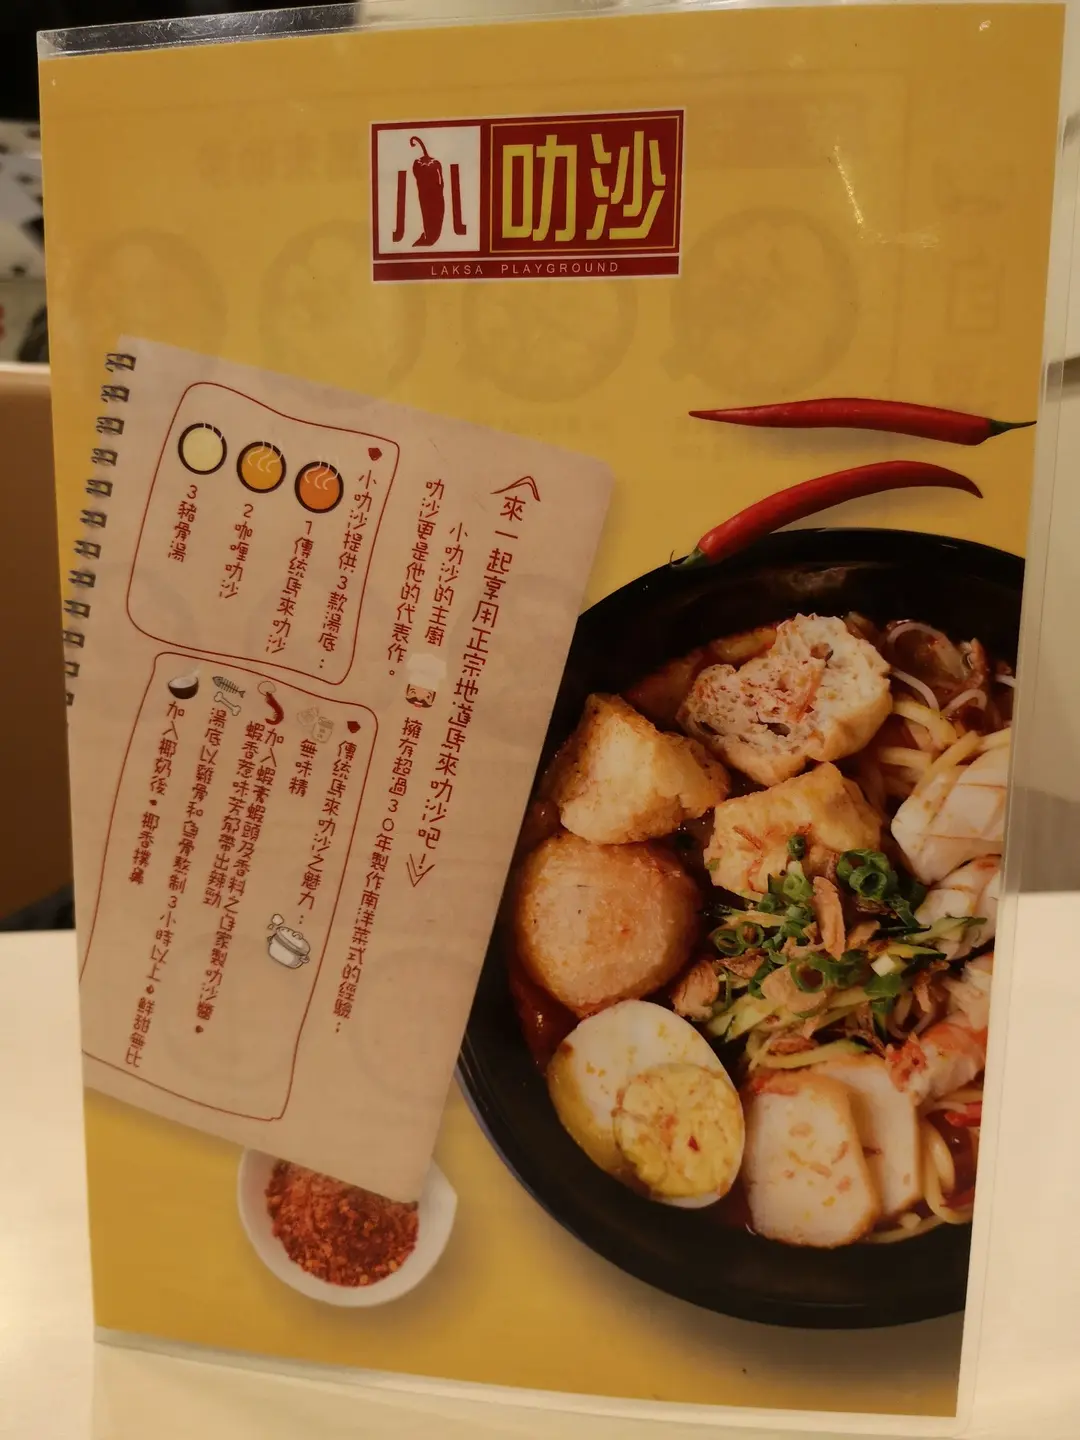 小叻沙
LAKSA PLAYGROUND
來一起享用正宗地道馬來叻沙吧!
小叻沙的主廚 擁有超過30年製作南洋菜式的經驗;
叻沙更是他的代表作。
小叻沙提供3款湯底:
1 傳統馬來叻沙
2 咖喱叻沙
3 豬骨湯
傳統馬來叻沙之魅力:
無味精
加入蝦膏蝦頭及香料之自家製叻沙醬。
蝦香惹味芳郁帶出辣勁
湯底以雞骨和魚骨熬制3小時以上。鮮甜無比
加入椰奶後。椰香撲鼻